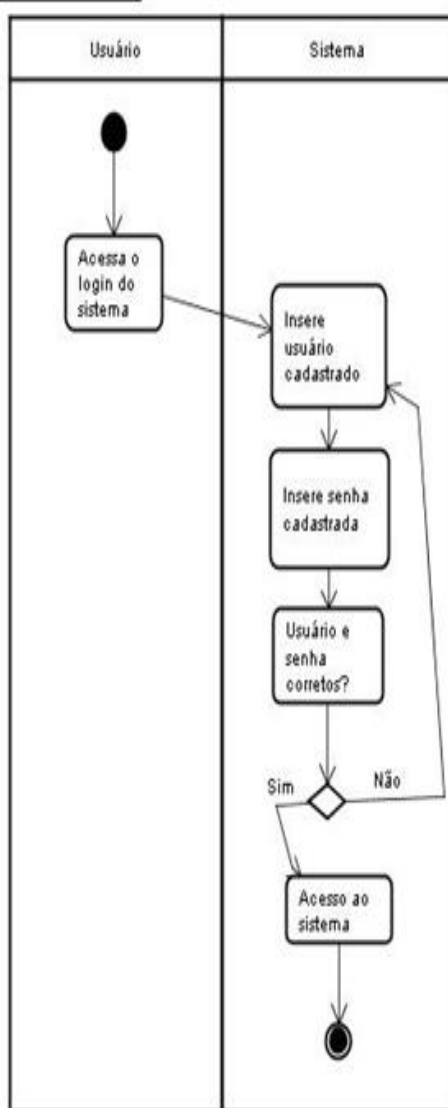 Usuário
Sistema
Acessa o
login do
sistema
Insere
usuário
cadastrado
Insere senha
cadastrada
Usuário e
senha
corretos?
Sim
Não
Acesso ao
sistema